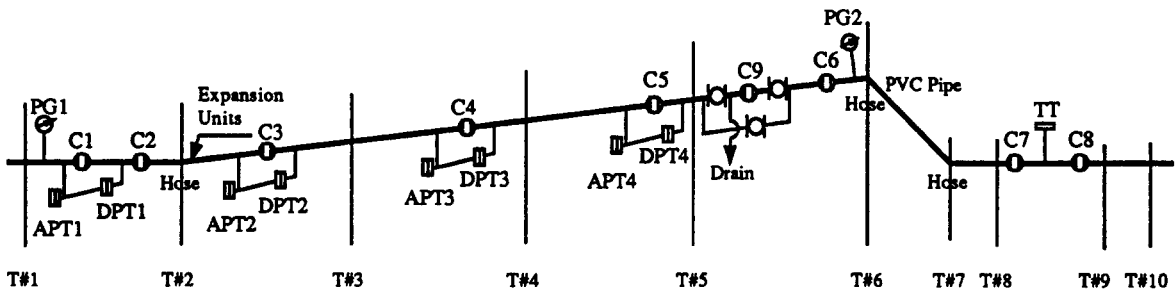 PG2
C6
C9
C5
PVC Pipe
Expansion
Units
C4
Hose
PG1
TT
C3
C1
C2
C7
C8
DPT4
Hose
APT4
Drain
Hose
DPT3
APT3
DPT2
DPT1
APT2
APT1
T#1
T#2
T#3
T#4
T#5
T#6
T#7
T#8
T#9
T#10